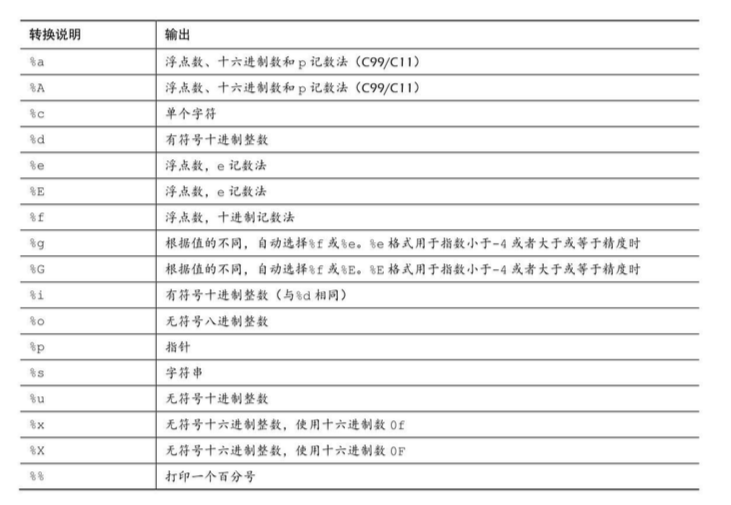 转换说明 输出
%a 浮点数、十六进制数和 p 记数法（C99/C11）
%A 浮点数、十六进制数和 p 记数法（C99/C11）
%c 单个字符
%d 有符号十进制整数
%e 浮点数，e 记数法
%E 浮点数，e 记数法
%f 浮点数，十进制记数法
%g 根据值的不同，自动选择%f 或%e。%e 格式用于指数小于-4 或者大于或等于精度时
%G 根据值的不同，自动选择%f 或%E。%E 格式用于指数小于-4 或者大于或等于精度时
%i 有符号十进制整数（与%d 相同）
%o 无符号八进制整数
%p 指针
%s 字符串
%u 无符号十进制整数
%x 无符号十六进制整数，使用十六进制数 0f
%X 无符号十六进制整数，使用十六进制数 0F
%% 打印一个百分号